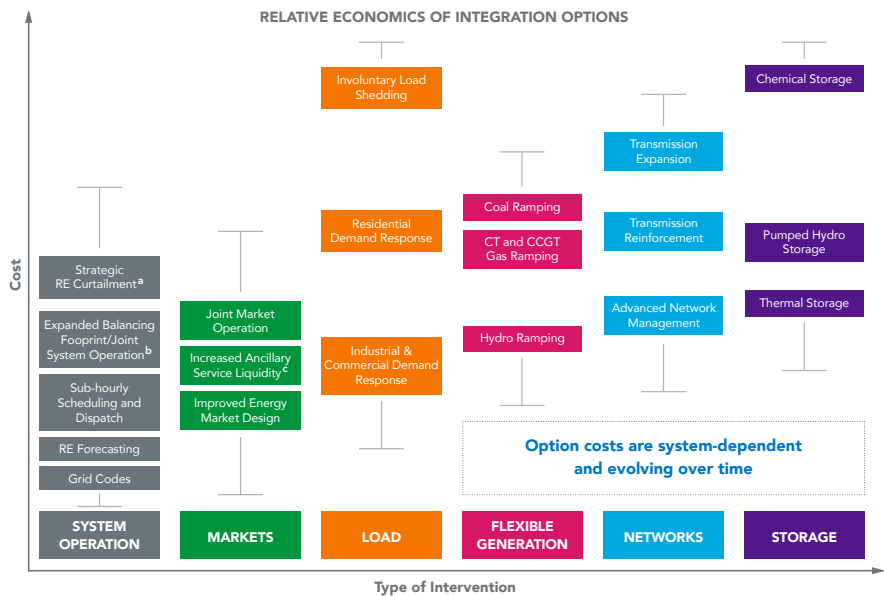 RELATIVE ECONOMICS OF INTEGRATION OPTIONS
Cost
Strategic
RE Curtailmentᵃ
Expanded Balancing
Fooprint/Joint
System Operationᵇ
Sub-hourly
Scheduling and
Dispatch
RE Forecasting
Grid Codes
SYSTEM
OPERATION
Joint Market
Operation
Increased Ancillary
Service Liquidityᶜ
Improved Energy
Market Design
MARKETS
Involuntary Load
Shedding
Residential
Demand Response
Industrial &
Commercial Demand
Response
LOAD
Coal Ramping
CT and CCGT
Gas Ramping
Hydro Ramping
FLEXIBLE
GENERATION
Transmission
Expansion
Transmission
Reinforcement
Advanced Network
Management
NETWORKS
Chemical Storage
Pumped Hydro
Storage
Thermal Storage
STORAGE
Option costs are system-dependent
and evolving over time
Type of Intervention